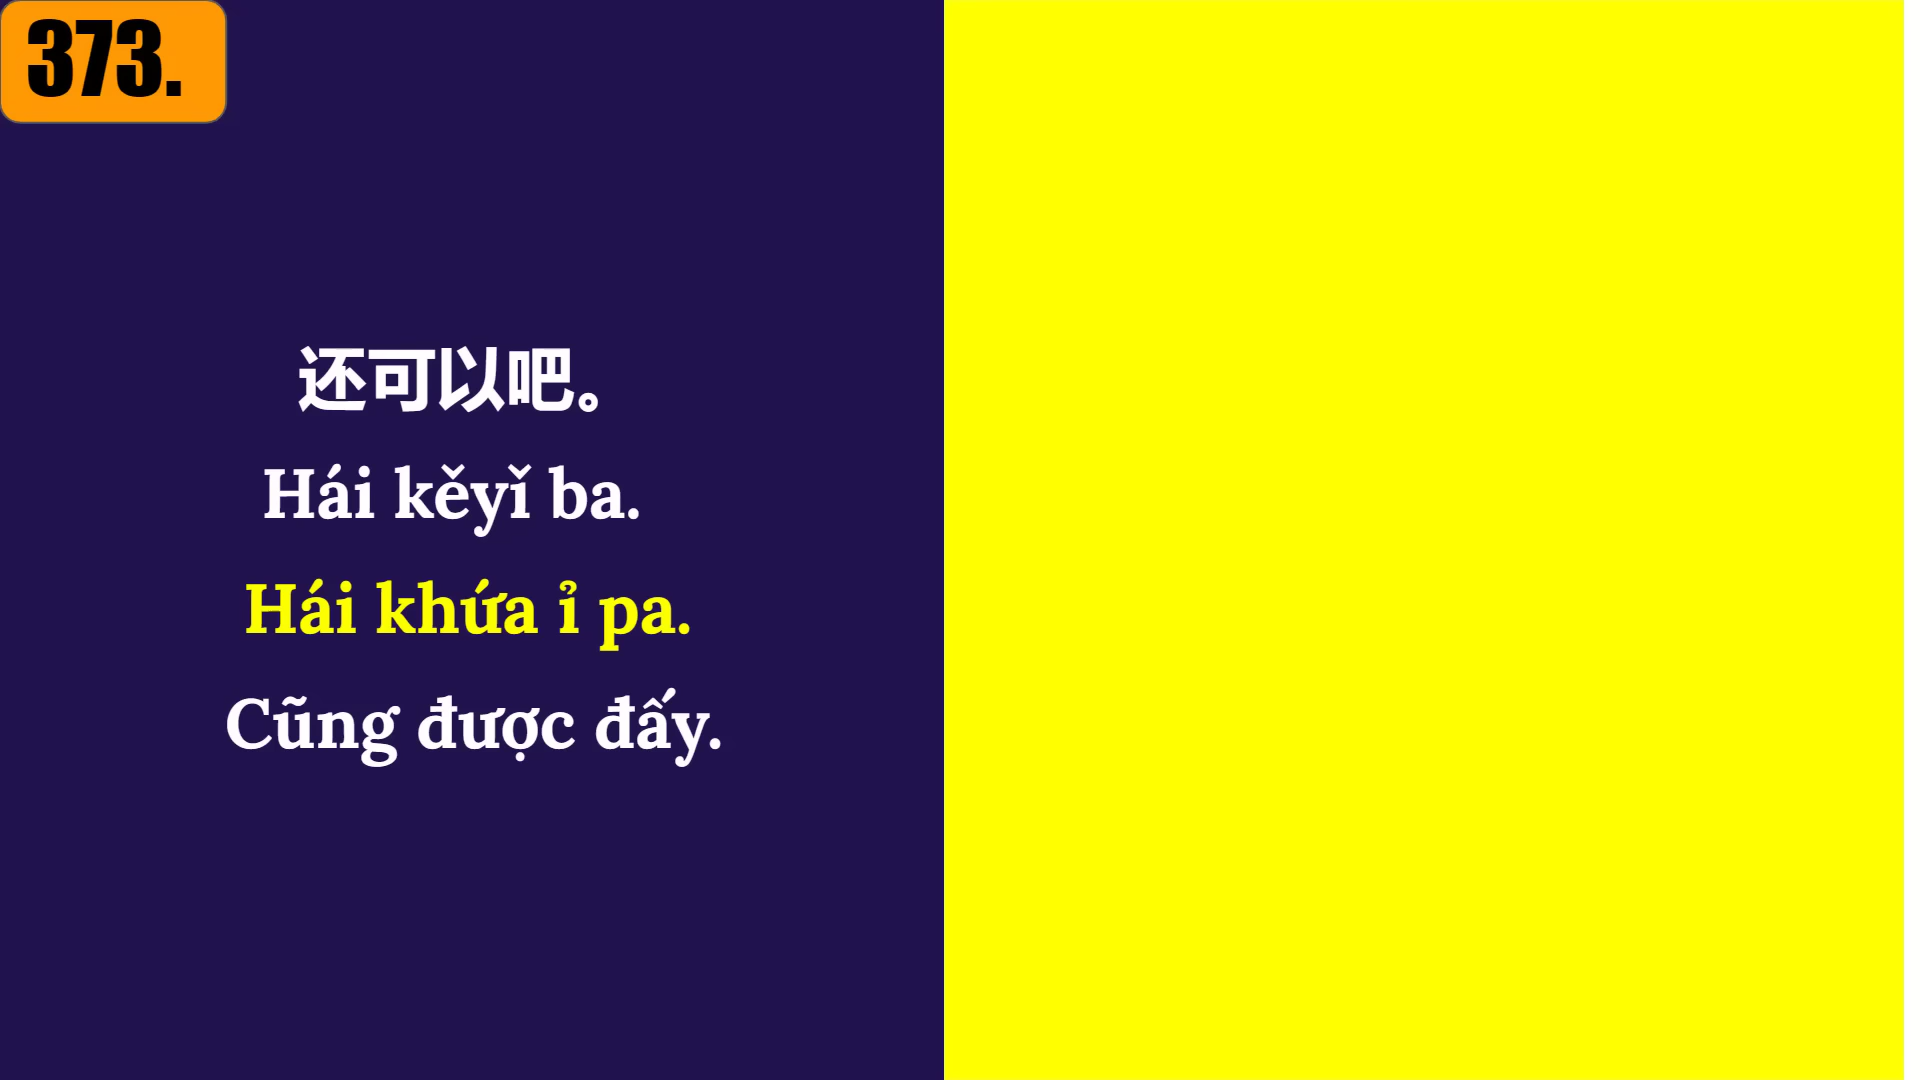 373.
还可以吧。
Hái kěyǐ ba.
Hái khứa ỉ pa.
Cũng được đấy.